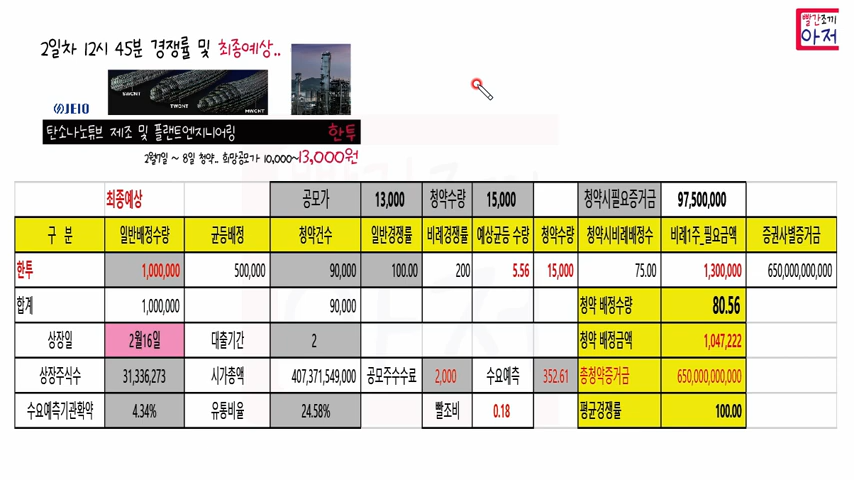 빨간조끼
아저
2일차 12시 45분 경쟁률 및 최종예상..
SWCNT
TWCNT
MWCNT
JEIO
탄소나노튜브 제조 및 플랜트엔지니어링 한투
2월7일 ~ 8일 청약.. 희망공모가 10,000~13,000원
최종예상 공모가 13,000 청약수량 15,000 청약시필요증거금 97,500,000
구 분 일반배정수량 균등배정 청약건수 일반경쟁률 비례경쟁률 예상균등 수량 청약수량 청약시비례배정수 비례1주_필요금액 증권사별증거금
한투 1,000,000 500,000 90,000 100.00 200 5.56 15,000 75.00 1,300,000 650,000,000,000
합계 1,000,000 90,000 청약 배정수량 80.56
상장일 2월16일 대출기간 2 청약 배정금액 1,047,222
상장주식수 31,336,273 시가총액 407,371,549,000 공모주수수료 2,000 수요예측 352.61 총청약증거금 650,000,000,000
수요예측기관확약 4.34% 유통비율 24.58% 빨조비 0.18 평균경쟁률 100.00